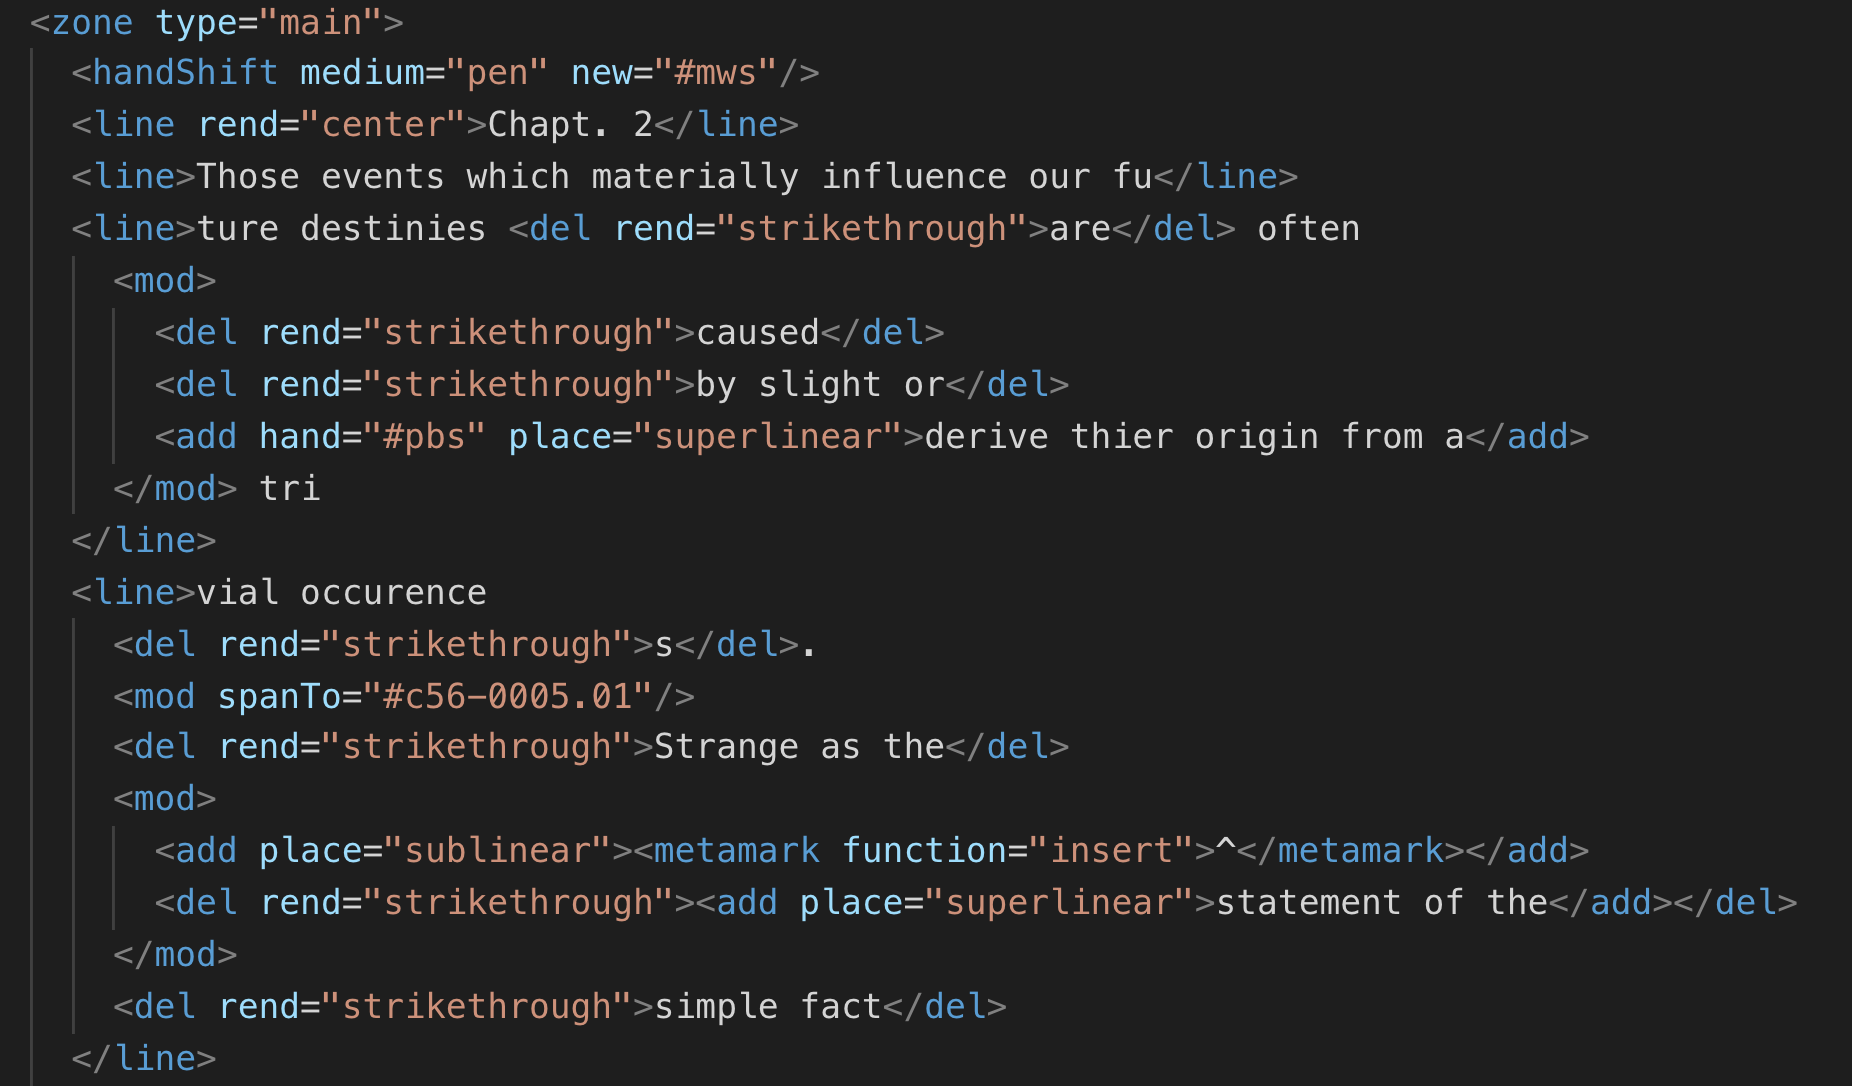 <zone type="main">
<handShift medium="pen" new="#mws"/>
<line rend="center">Chapt. 2</line>
<line>Those events which materially influence our fu</line>
<line>ture destinies <del rend="strikethrough">are</del> often
<mod>
<del rend="strikethrough">caused</del>
<del rend="strikethrough">by slight or</del>
<add hand="#pbs" place="superlinear">derive thier origin from a</add>
</mod> tri
</line>
<line>vial occurence
<del rend="strikethrough">s</del>.
<mod spanTo="#c56-0005.01"/>
<del rend="strikethrough">Strange as the</del>
<mod>
<add place="sublinear"><metamark function="insert">^</metamark></add>
<del rend="strikethrough"><add place="superlinear">statement of the</add></del>
</mod>
<del rend="strikethrough">simple fact</del>
</line>